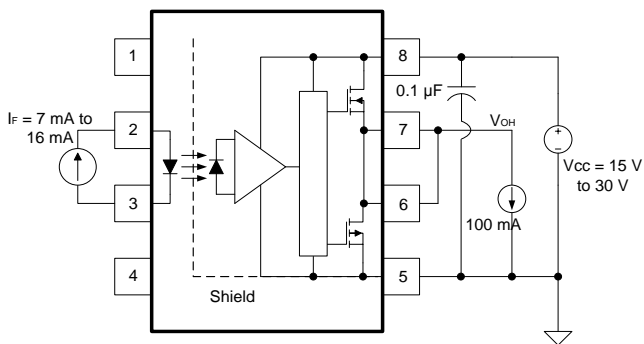 1
8
0.1 µF
IF = 7 mA to
16 mA
2
7
VOH
+
−
VCC = 15 V
to 30 V
3
6
100 mA
4
5
Shield